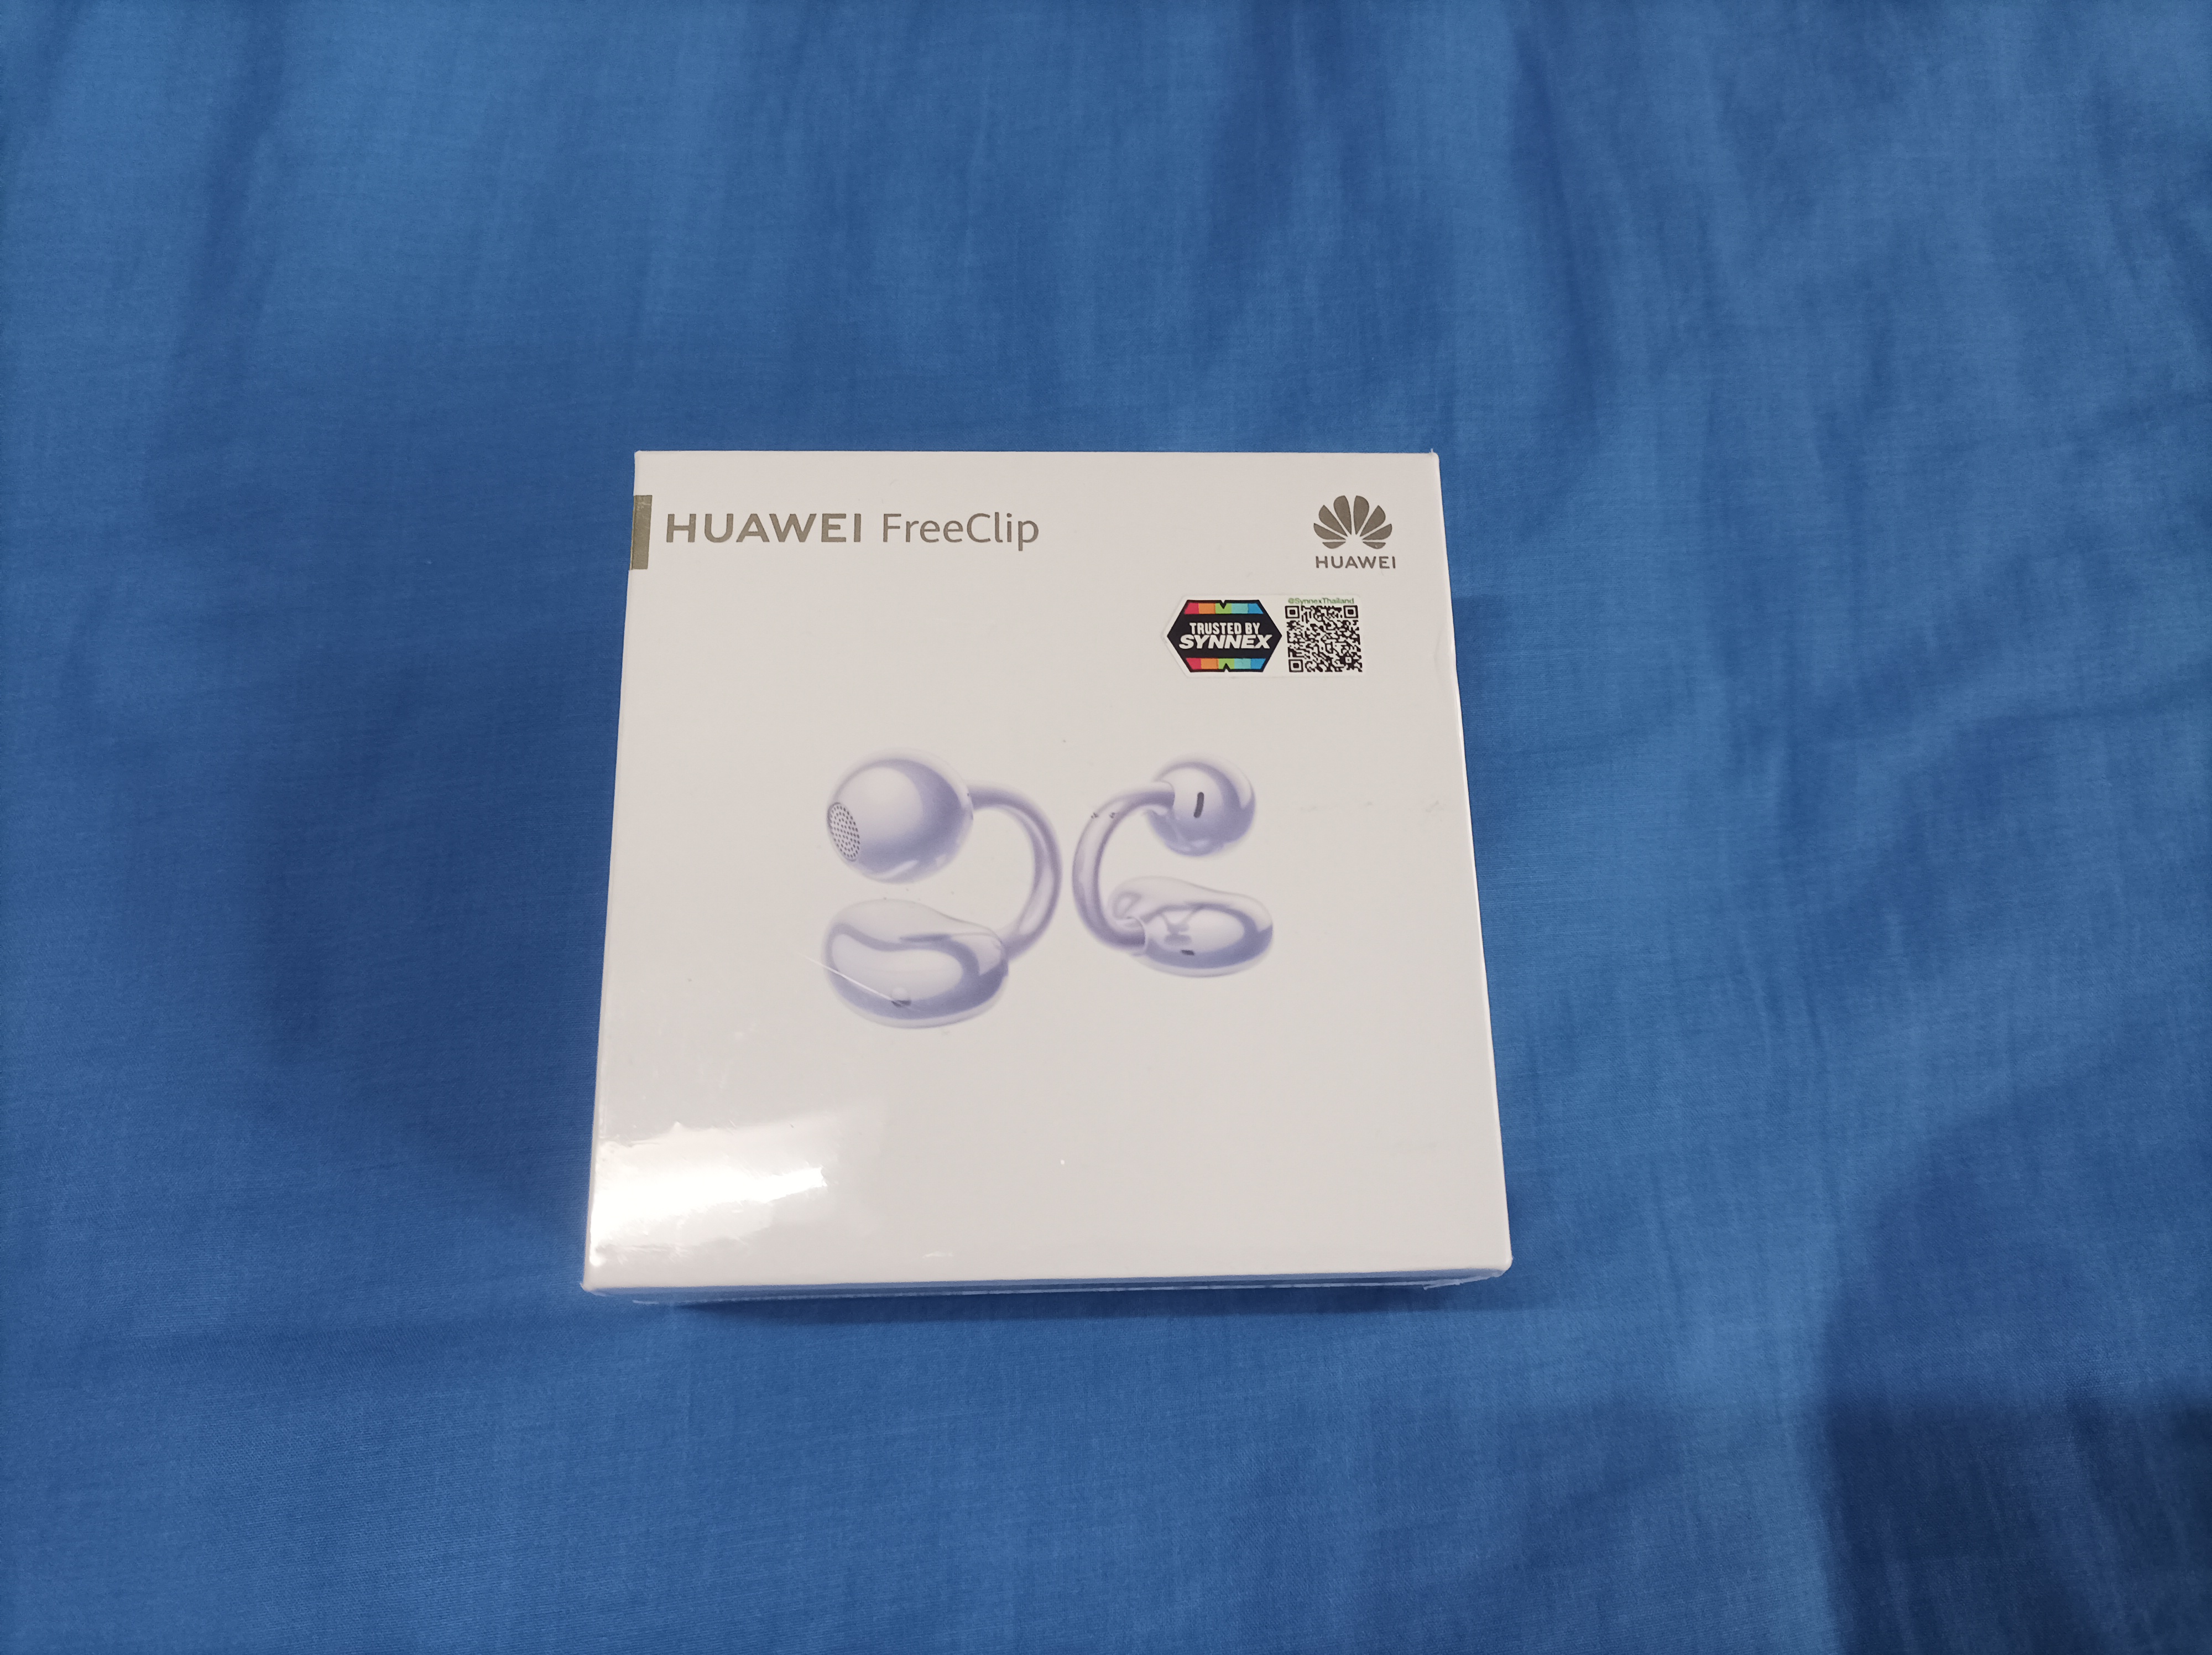 HUAWEI FreeClip
HUAWEI
@SynnexThailand
TRUSTED BY
SYNNEX